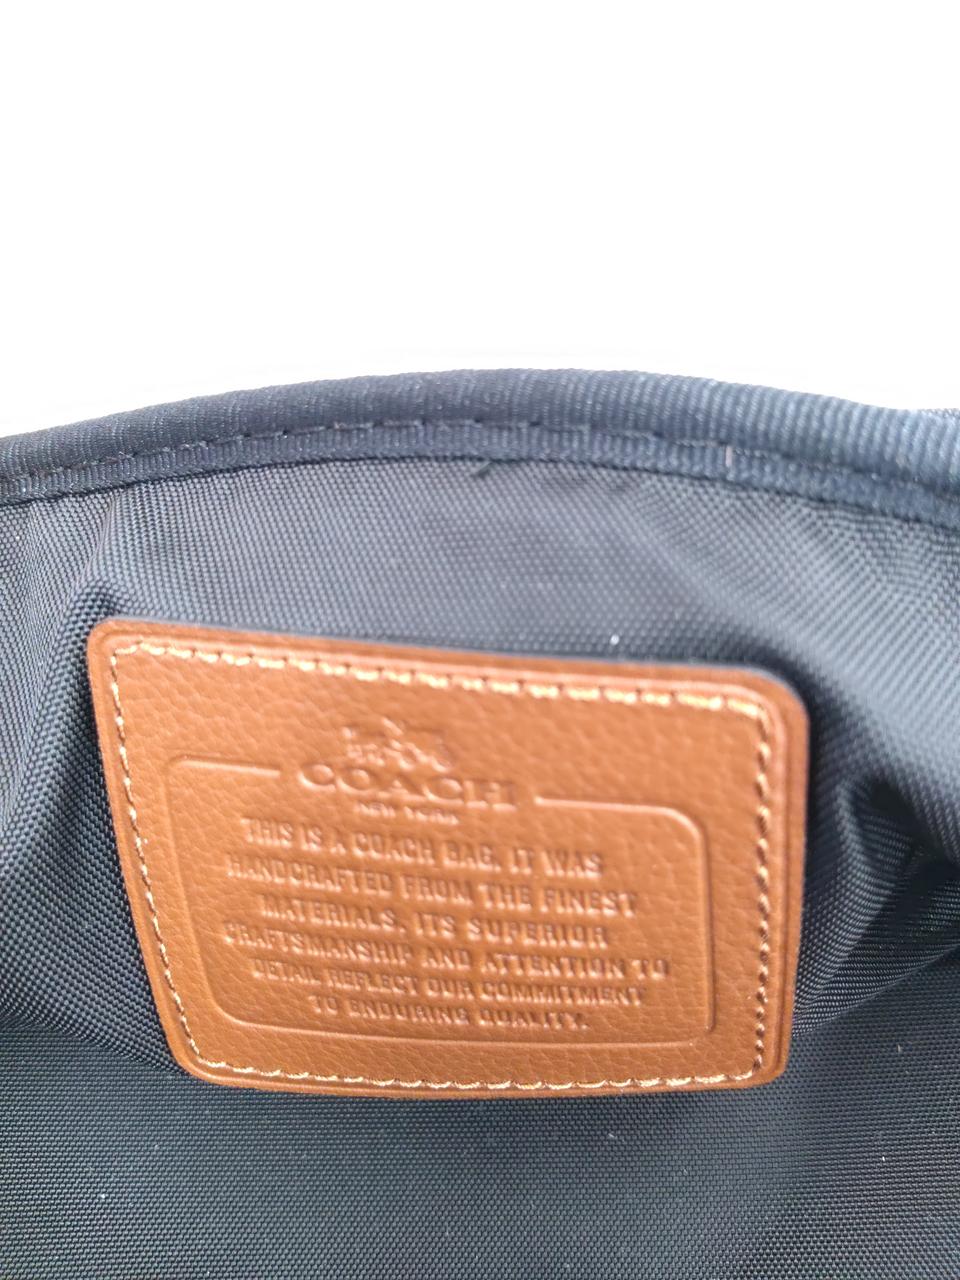 COACH
NEW YORK
THIS IS A COACH BAG. IT WAS
HANDCRAFTED FROM THE FINEST
MATERIALS. ITS SUPERIOR
CRAFTSMANSHIP AND ATTENTION TO
DETAIL REFLECT OUR COMMITMENT
TO ENDURING QUALITY.